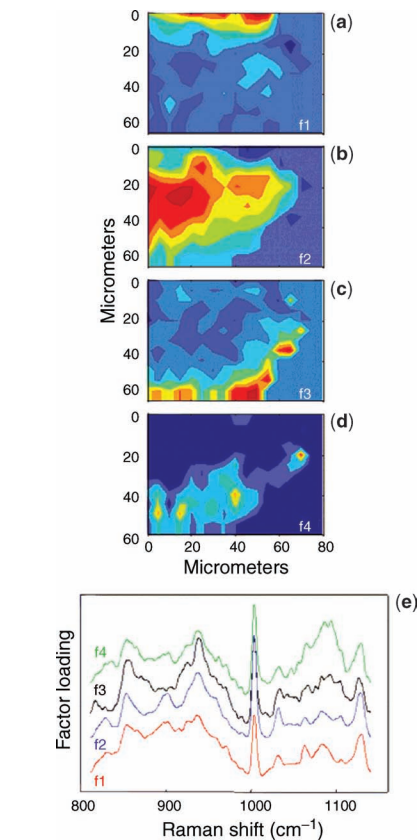 0
20
40
60
(a)
f1
0
20
40
60
(b)
f2
Micrometers
0
20
40
60
(c)
f3
0
20
40
60
(d)
f4
0 20 40 60 80
Micrometers
(e)
Factor loading
f4
f3
f2
f1
800 900 1000 1100
Raman shift (cm⁻¹)